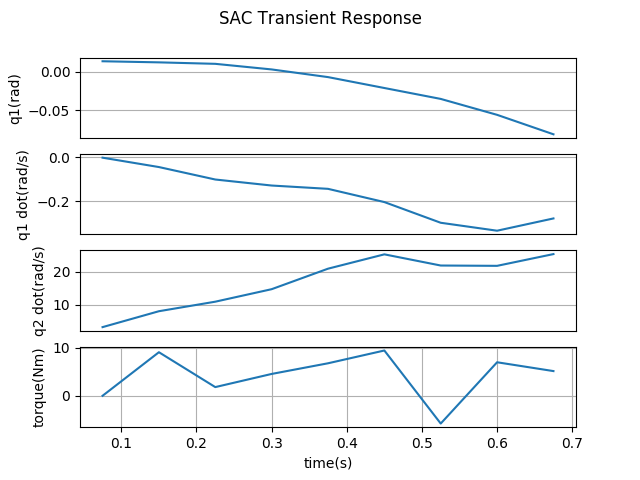 SAC Transient Response
q1(rad)
0.00
−0.05
q1 dot(rad/s)
0.0
−0.2
q2 dot(rad/s)
20
10
torque(Nm)
10
0
0.1 0.2 0.3 0.4 0.5 0.6 0.7
time(s)